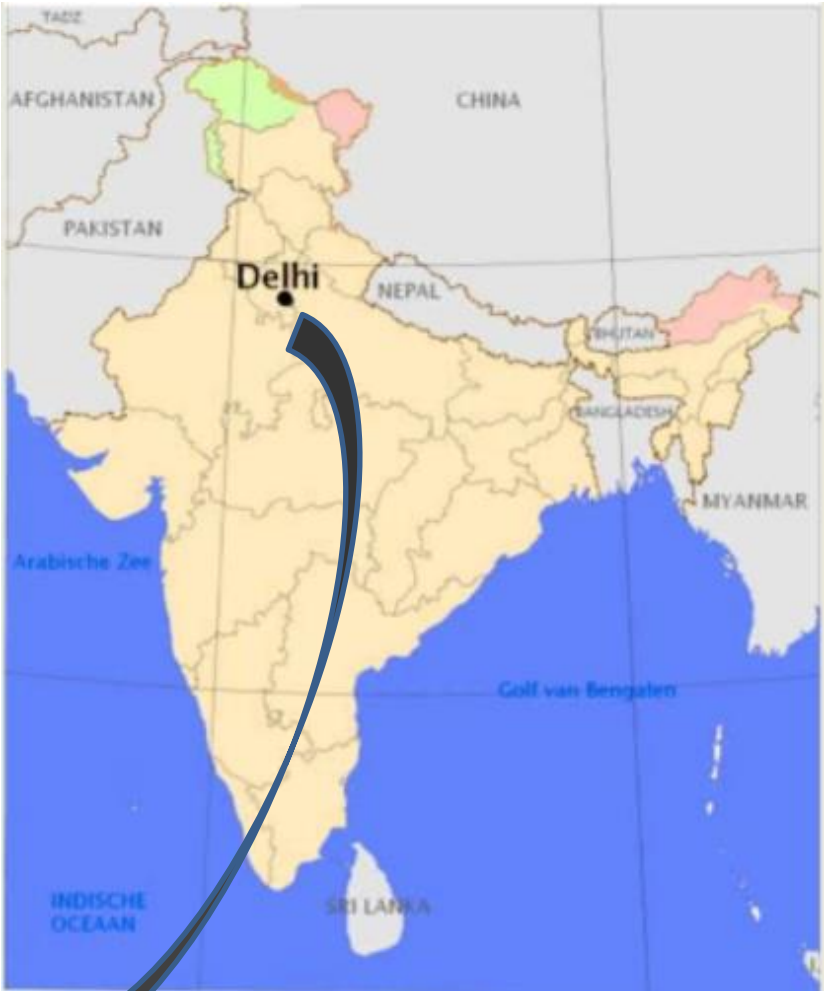 TADZ.
AFGHANISTAN
CHINA
PAKISTAN
Delhi
NEPAL
BHUTAN
BANGLADESH
MYANMAR
Arabische Zee
Golf van Bengalen
INDISCHE
OCEAAN
SRI LANKA